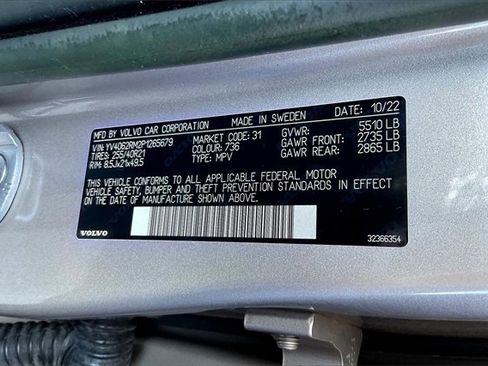 MFD BY VOLVO CAR CORPORATION MADE IN SWEDEN DATE: 10/22
VIN: YV4062RM2P1265679 MARKET CODE: 31 GVWR: 5510 LB
TIRES: 255/40R21 COLOUR: 736 GAWR FRONT: 2735 LB
RIM: 8.5Jx21x49.5 TYPE: MPV GAWR REAR: 2865 LB
THIS VEHICLE CONFORMS TO ALL APPLICABLE FEDERAL MOTOR
VEHICLE SAFETY, BUMPER AND THEFT STANDARDS IN EFFECT
ON THE DATE OF MANUFACTURE SHOWN ABOVE.
VOLVO 32366354